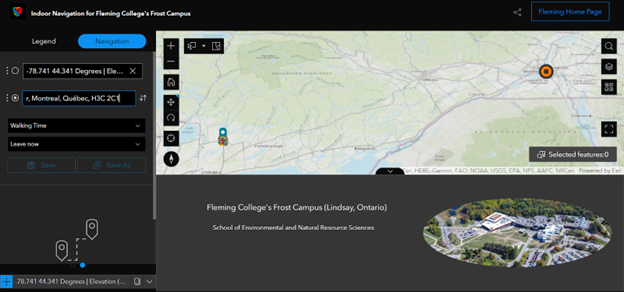 Indoor Navigation for Fleming College's Frost Campus
Fleming Home Page
Legend
Navigation
-78.741 44.341 Degrees | Ele...
r, Montreal, Québec, H3C 2C1
Walking Time
Leave now
Save
Save As
78.741 44.341 Degrees | Elevation (...
Selected features:0
an, HERE, Garmin, FAO, NOAA, USGS, EPA, NPS, AAFC, NRCan
Powered by Esri
Fleming College's Frost Campus (Lindsay, Ontario)
School of Environmental and Natural Resource Sciences